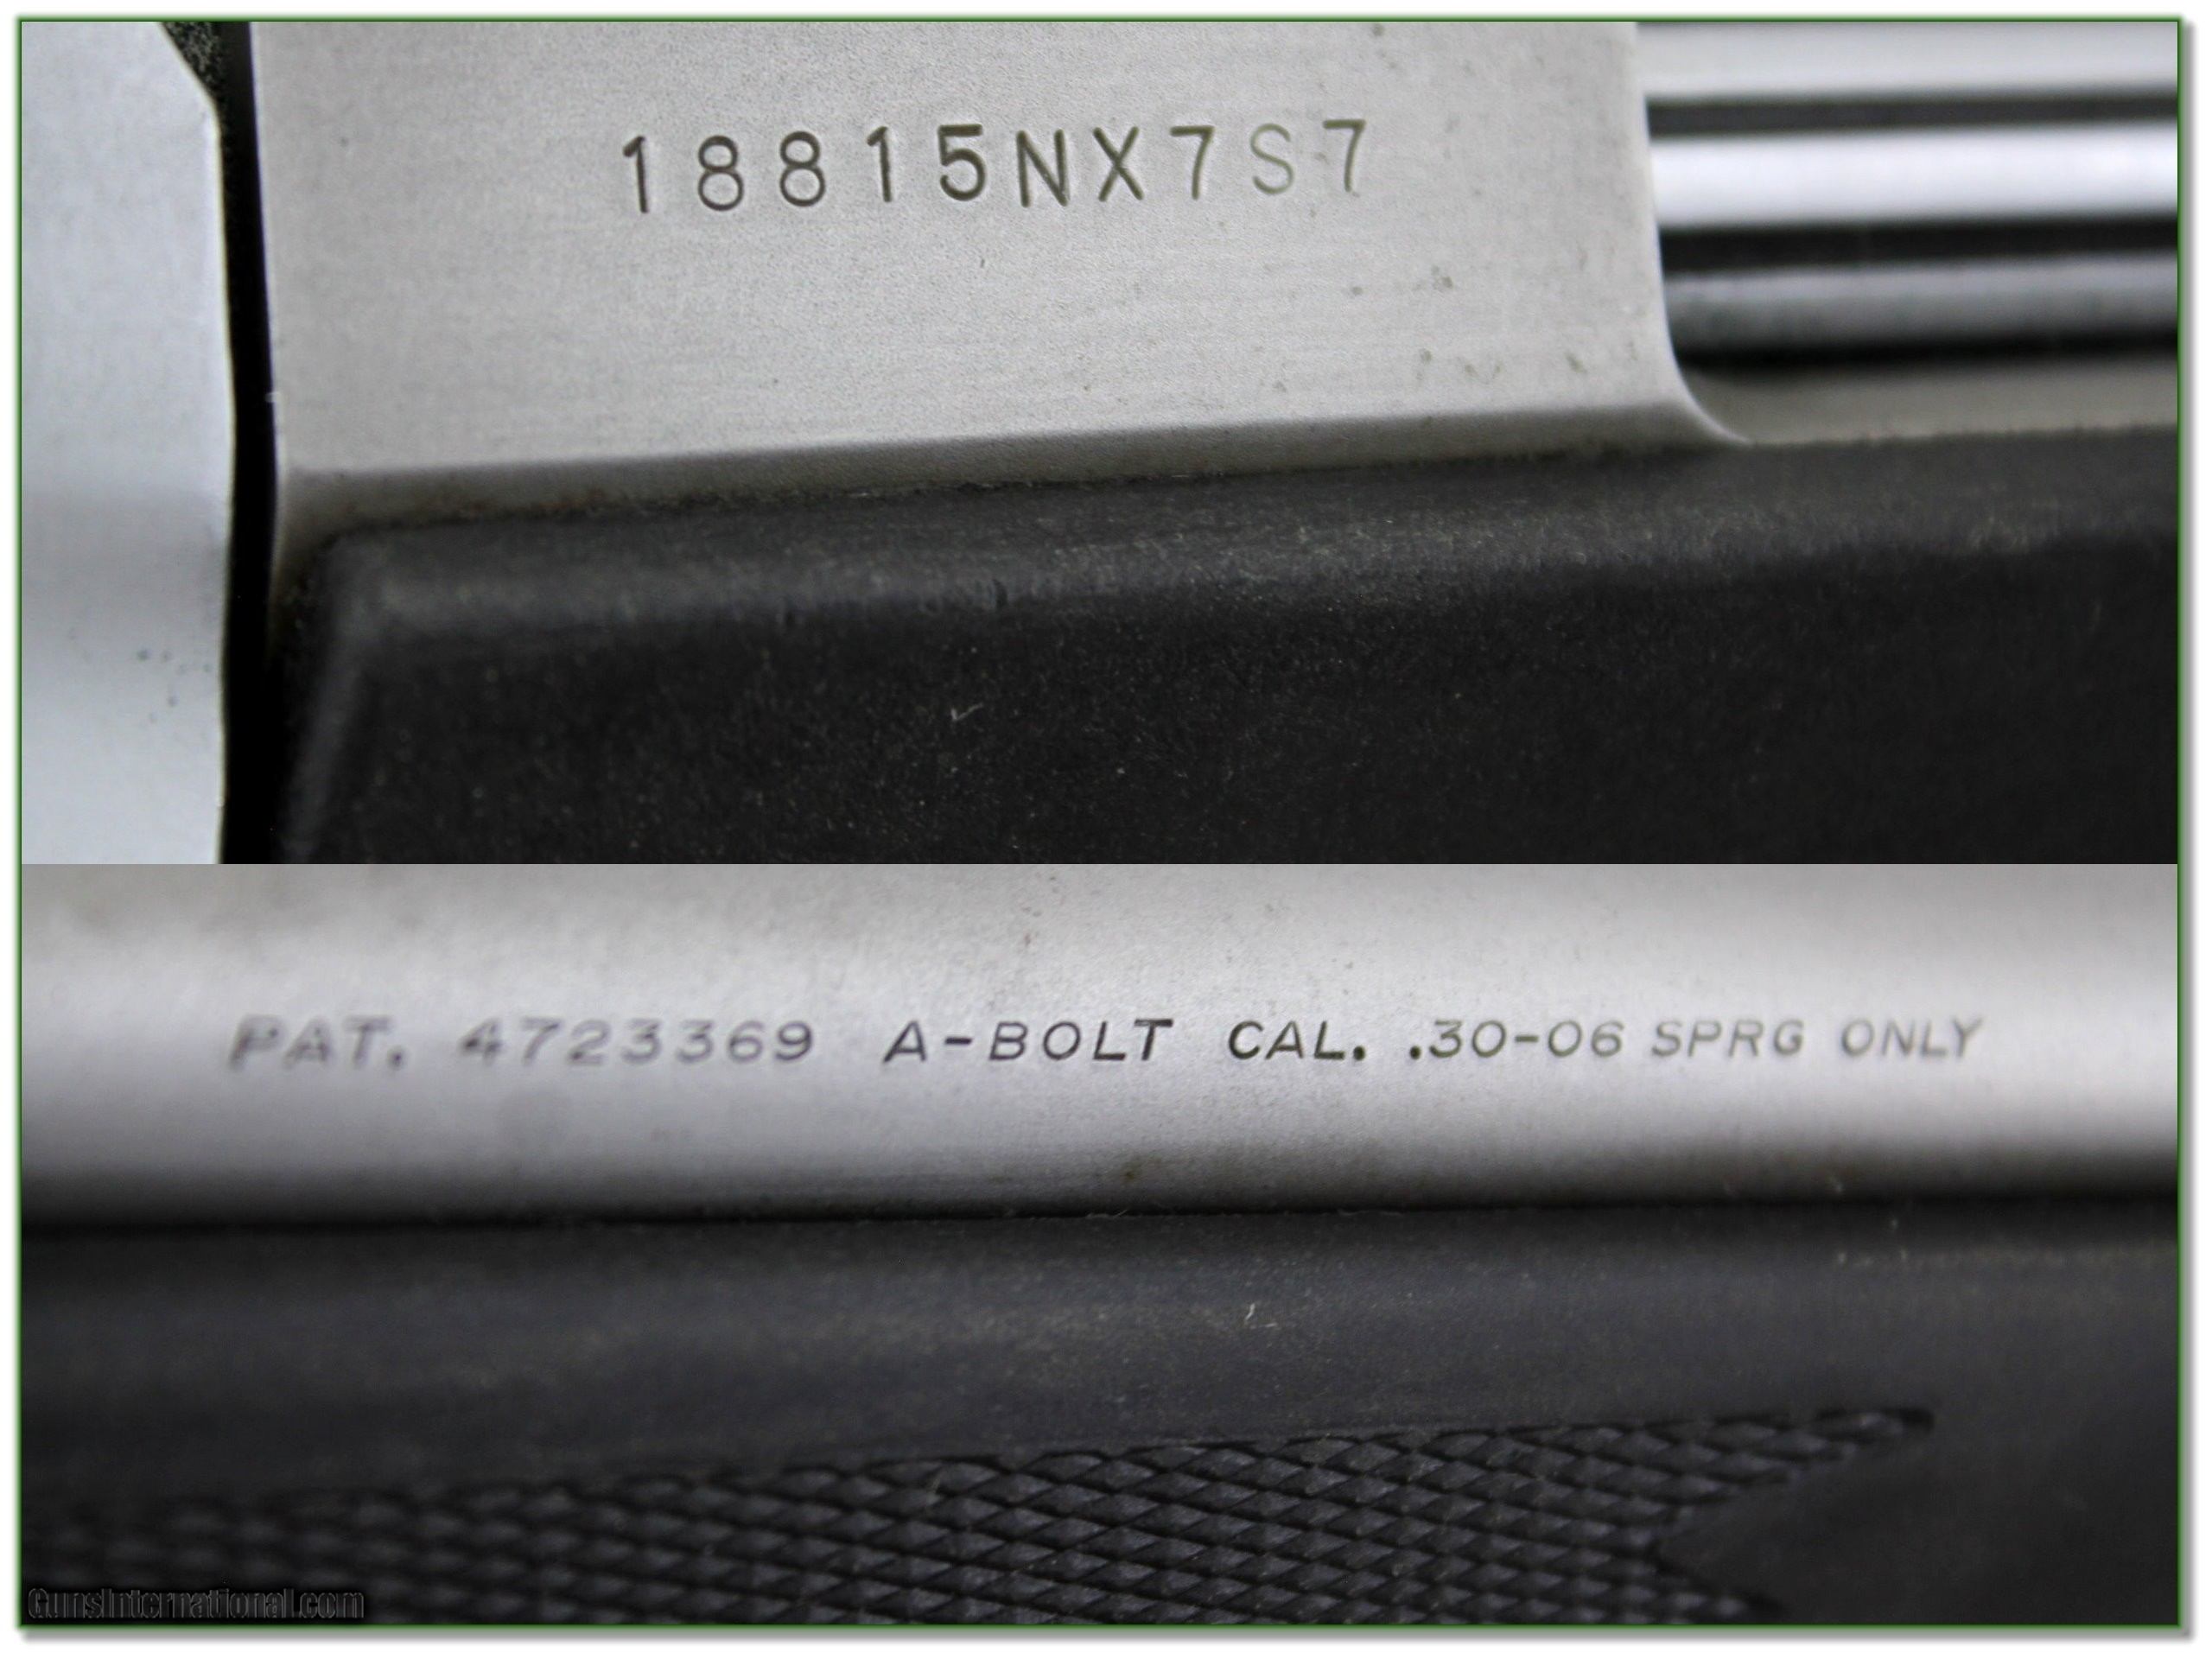 18815NX7S7
PAT. 4723369 A-BOLT CAL. .30-06 SPRG ONLY
GunsInternational.com